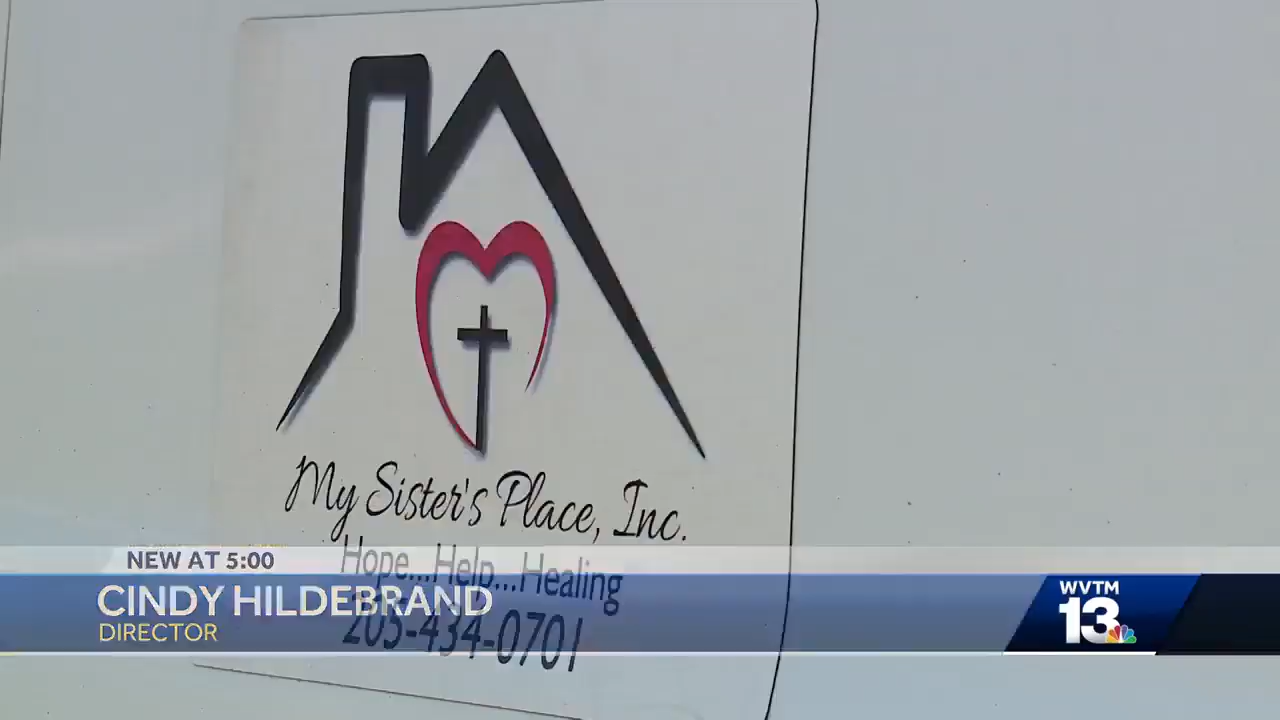 My Sister's Place, Inc.
Hope...Help...Healing
205-434-0701
NEW AT 5:00
CINDY HILDEBRAND
DIRECTOR
WVTM
13